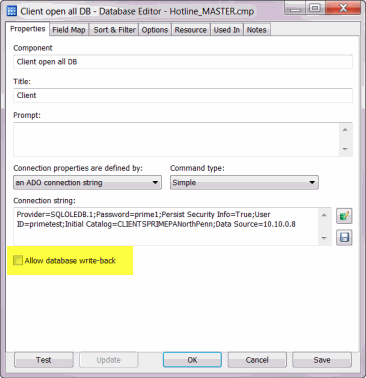 Client open all DB - Database Editor - Hotline_MASTER.cmp
Properties Field Map Sort & Filter Options Resource Used In Notes
Component
Client open all DB
Title:
Client
Prompt:
Connection properties are defined by: Command type:
an ADO connection string Simple
Connection string:
Provider=SQLOLEDB.1;Password=prime1;Persist Security Info=True;User
ID=primetest;Initial Catalog=CLIENTSPRIMEPANorthPenn;Data Source=10.10.0.8
Allow database write-back
Test Update OK Cancel Save